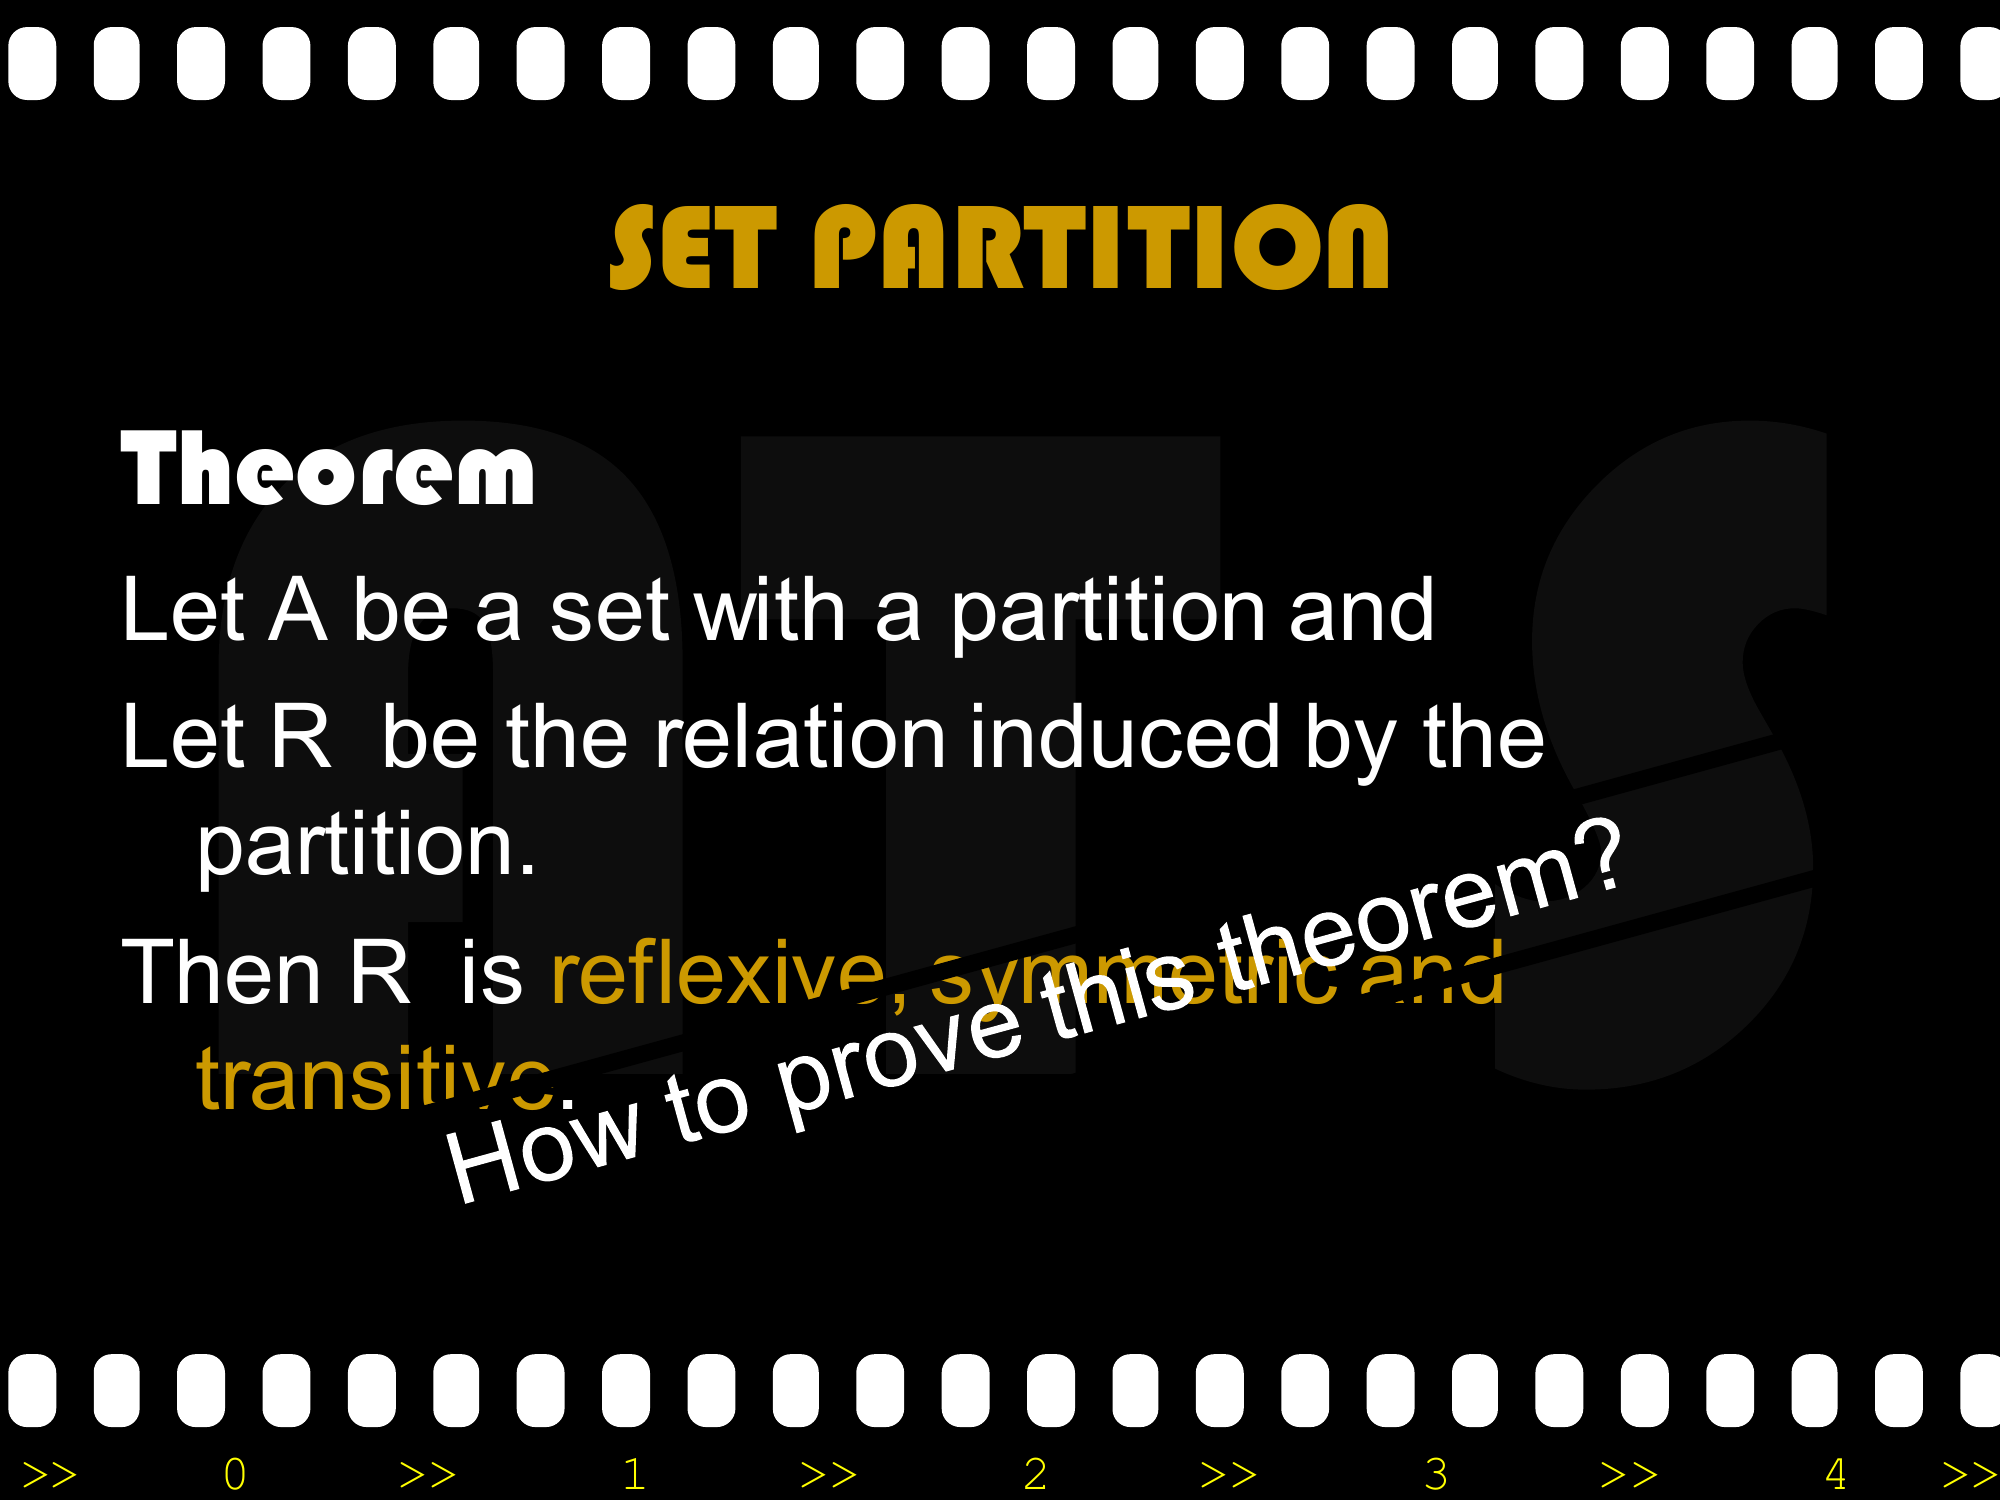 SET PARTITION
Theorem
Let A be a set with a partition and
Let R be the relation induced by the
partition.
Then R is reflexive, symmetric and
transitive.
How to prove this theorem?
>> 0 >> 1 >> 2 >> 3 >> 4 >>